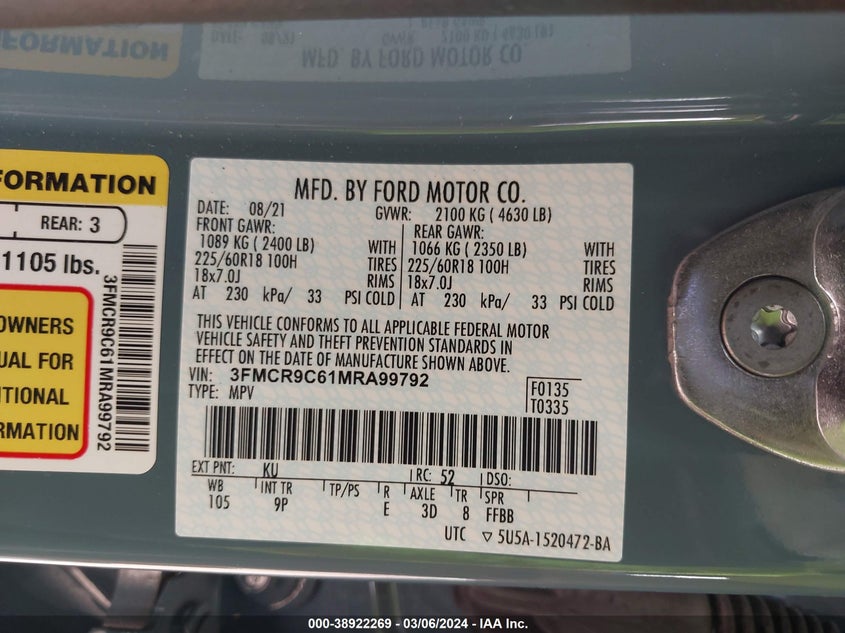 FORMATION
REAR: 3
1105 lbs.
OWNERS
UAL FOR
ITIONAL
RMATION
3FMCR9C61MRA99792
MFD. BY FORD MOTOR CO.
DATE: 08/21 GVWR: 2100 KG ( 4630 LB)
FRONT GAWR: REAR GAWR:
1089 KG ( 2400 LB) WITH 1066 KG ( 2350 LB) WITH
225/60R18 100H TIRES 225/60R18 100H TIRES
18x7.0J RIMS 18x7.0J RIMS
AT 230 kPa/ 33 PSI COLD AT 230 kPa/ 33 PSI COLD
THIS VEHICLE CONFORMS TO ALL APPLICABLE FEDERAL MOTOR
VEHICLE SAFETY AND THEFT PREVENTION STANDARDS IN
EFFECT ON THE DATE OF MANUFACTURE SHOWN ABOVE.
VIN: 3FMCR9C61MRA99792 F0135
TYPE: MPV T0335
EXT PNT: KU RC: 52 DSO:
WB INT TR TP/PS R AXLE TR SPR
105 9P E 3D 8 FFBB
UTC ▽ 5U5A-1520472-BA
000-38922269 - 03/06/2024 - IAA Inc.